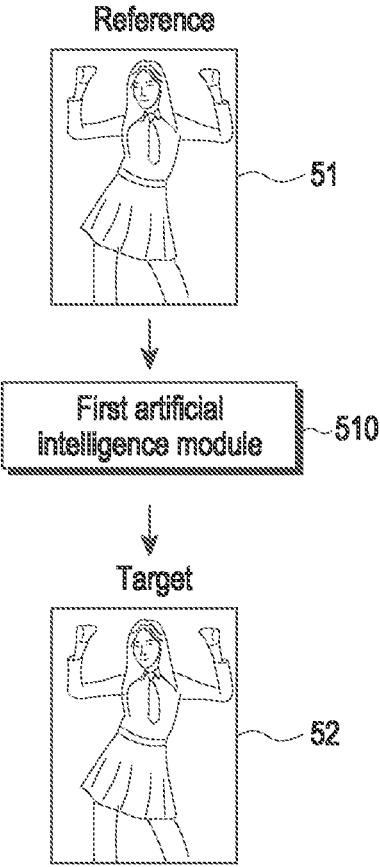 Reference
51
First artificial
intelligence module
510
Target
52